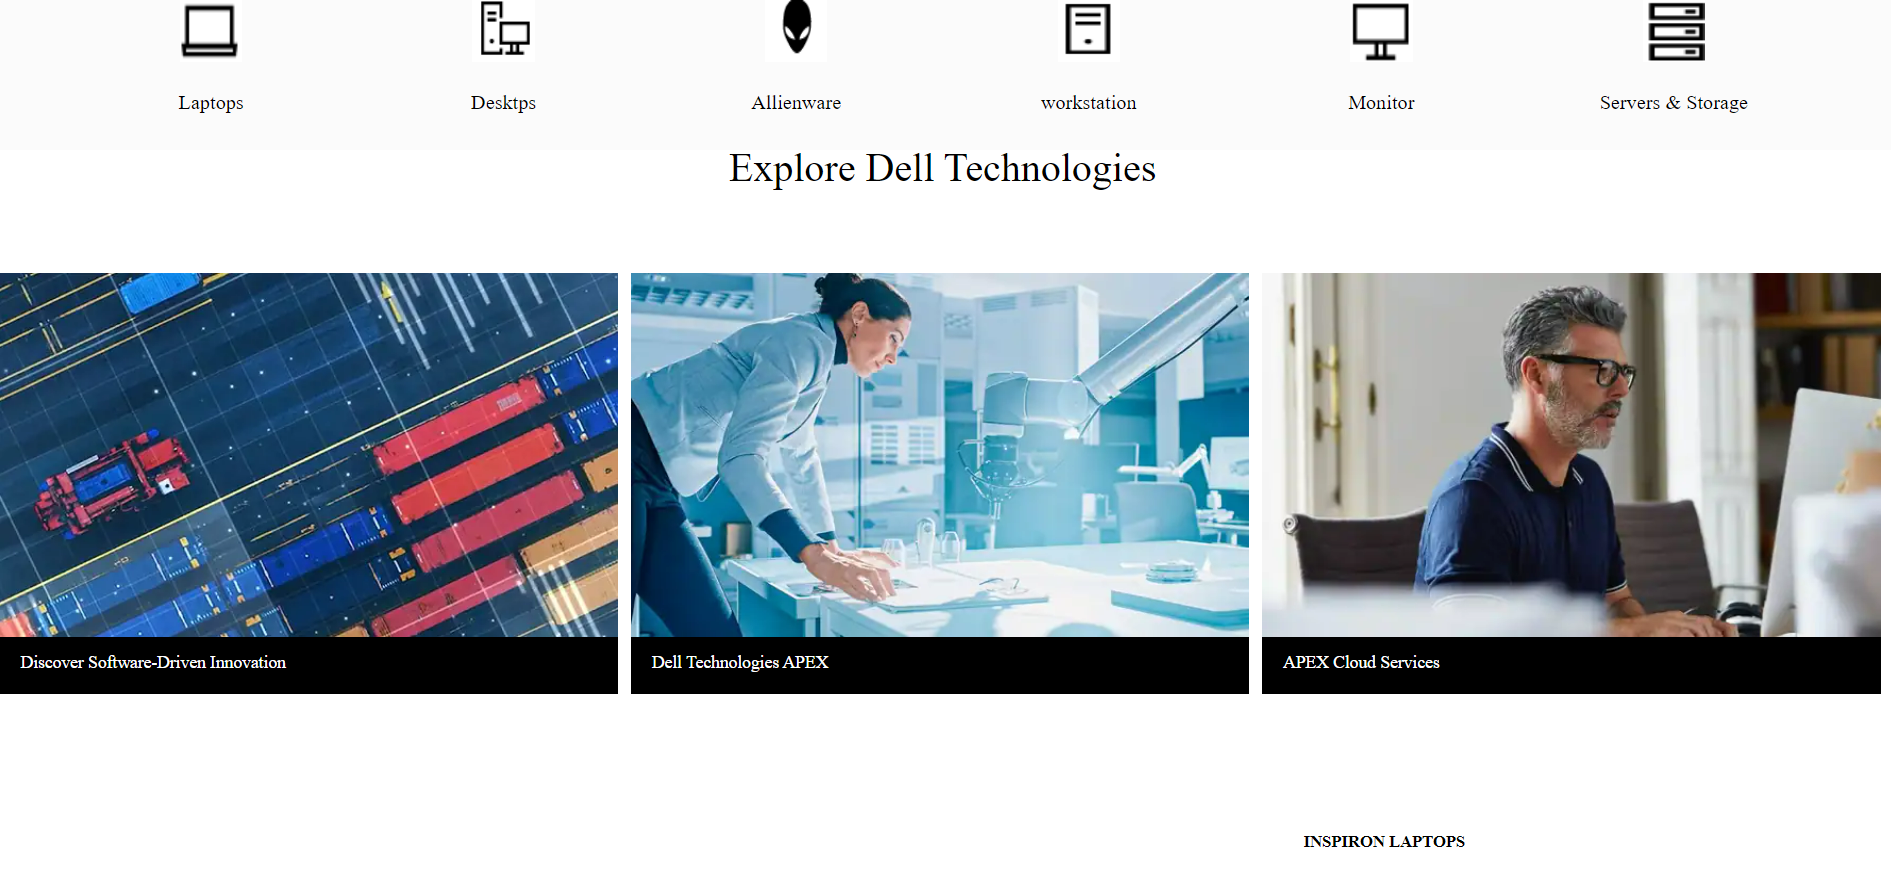 Laptops
Desktps
Allienware
workstation
Monitor
Servers & Storage
Explore Dell Technologies
Discover Software-Driven Innovation
Dell Technologies APEX
APEX Cloud Services
INSPIRON LAPTOPS